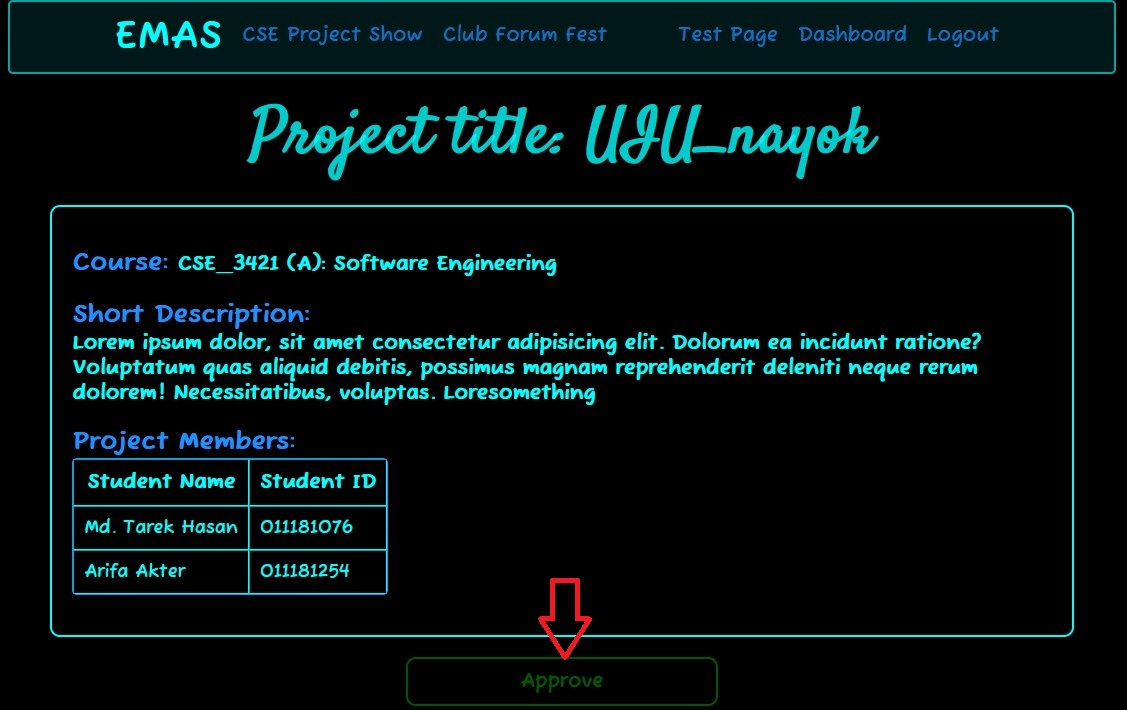 EMAS CSE Project Show Club Forum Fest Test Page Dashboard Logout
Project title: UIU_nayok
Course: CSE_3421 (A): Software Engineering
Short Description:
Lorem ipsum dolor, sit amet consectetur adipisicing elit. Dolorum ea incidunt ratione?
Voluptatum quas aliquid debitis, possimus magnam reprehenderit deleniti neque rerum
dolorem! Necessitatibus, voluptas. Loresomething
Project Members:
Student Name Student ID
Md. Tarek Hasan 011181076
Arifa Akter 011181254
Approve